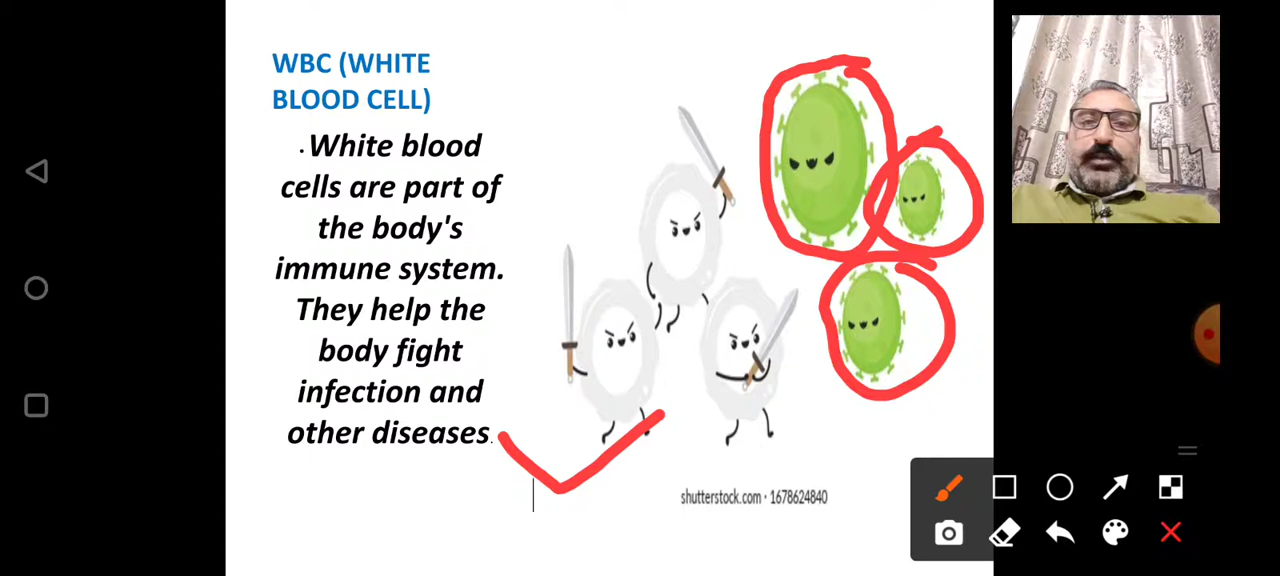 WBC (WHITE
BLOOD CELL)
.White blood
cells are part of
the body's
immune system.
They help the
body fight
infection and
other diseases.
shutterstock.com · 1678624840